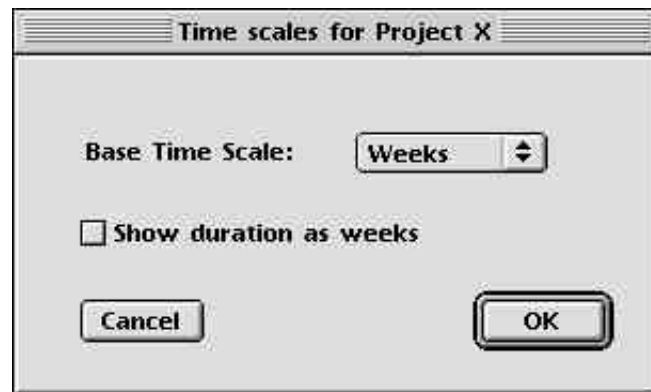 Time scales for Project X
Base Time Scale: Weeks
Show duration as weeks
Cancel OK